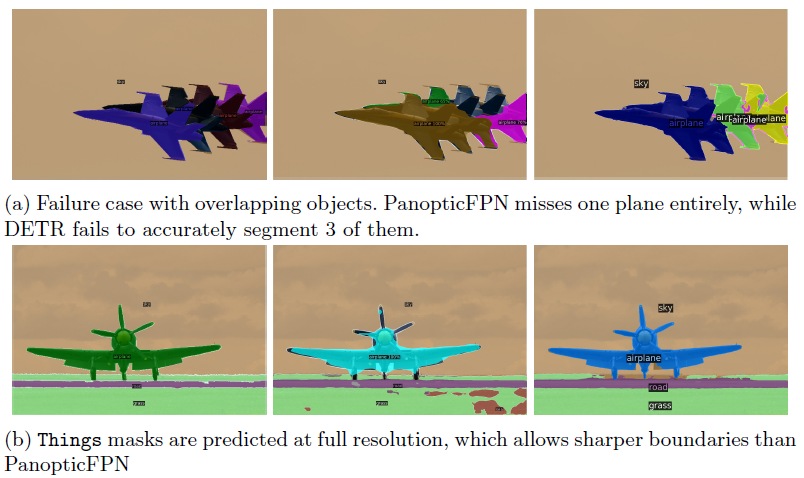 sky
airplane
airplane
sky
airplane 100%
sky
airplane
airplane
(a) Failure case with overlapping objects. PanopticFPN misses one plane entirely, while
DETR fails to accurately segment 3 of them.
sky
airplane
road
grass
sky
airplane 100%
road
grass
sky
airplane
road
grass
(b) Things masks are predicted at full resolution, which allows sharper boundaries than
PanopticFPN